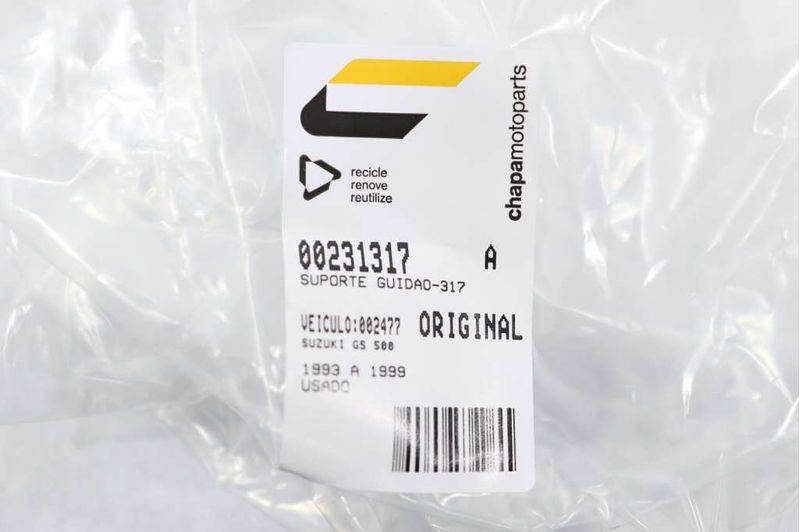 chapamotoparts
recicle
renove
reutilize
00231317 A
SUPORTE GUIDAO-317
VEICULO:002477 ORIGINAL
SUZUKI GS 500
1993 A 1999
USADO